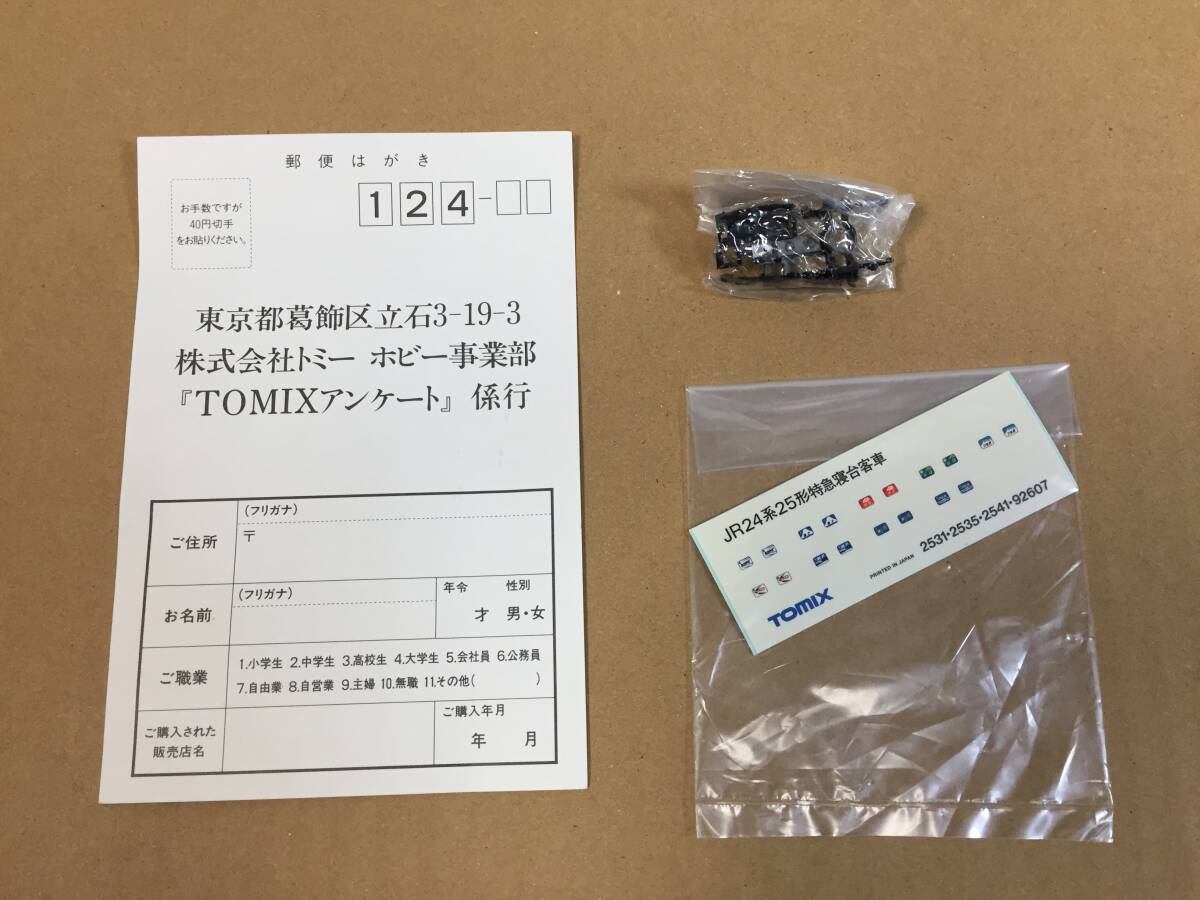 郵便はがき
お手数ですが
40円切手
をお貼りください。
124-
東京都葛飾区立石3-19-3
株式会社トミー ホビー事業部
『TOMIXアンケート』係行
ご住所
(フリガナ)
〒
お名前
(フリガナ)
年令 性別
才 男・女
ご職業
1.小学生 2.中学生 3.高校生 4.大学生 5.会社員 6.公務員
7.自由業 8.自営業 9.主婦 10.無職 11.その他( )
ご購入された
販売店名
ご購入年月
年 月
JR24系25形特急寝台客車
TOMIX
PRINTED IN JAPAN
2531・2535・2541・92607